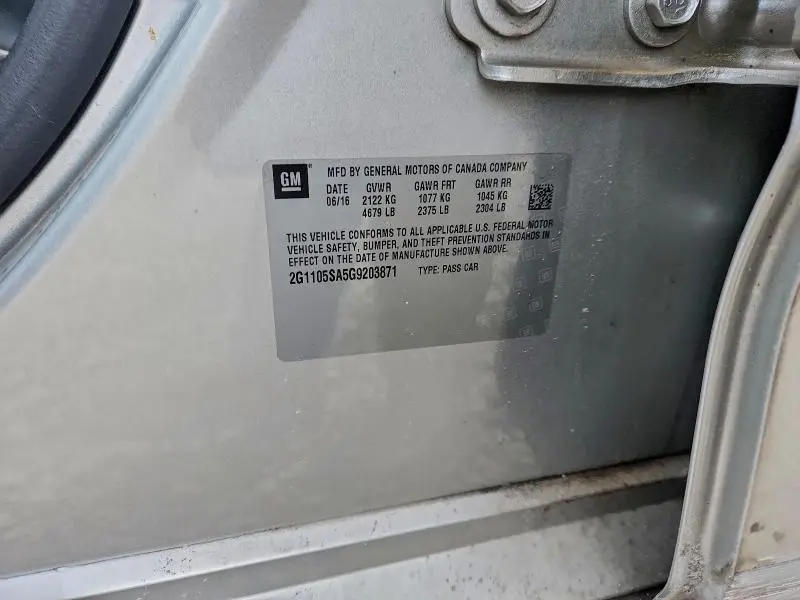 GM
MFD BY GENERAL MOTORS OF CANADA COMPANY
DATE GVWR GAWR FRT GAWR RR
06/16 2122 KG 1077 KG 1045 KG
4679 LB 2375 LB 2304 LB
THIS VEHICLE CONFORMS TO ALL APPLICABLE U.S. FEDERAL MOTOR
VEHICLE SAFETY, BUMPER, AND THEFT PREVENTION STANDARDS IN
EFFECT ON THE DATE OF MANUFACTURE SHOWN ABOVE.
2G1105SA5G9203871 TYPE: PASS CAR